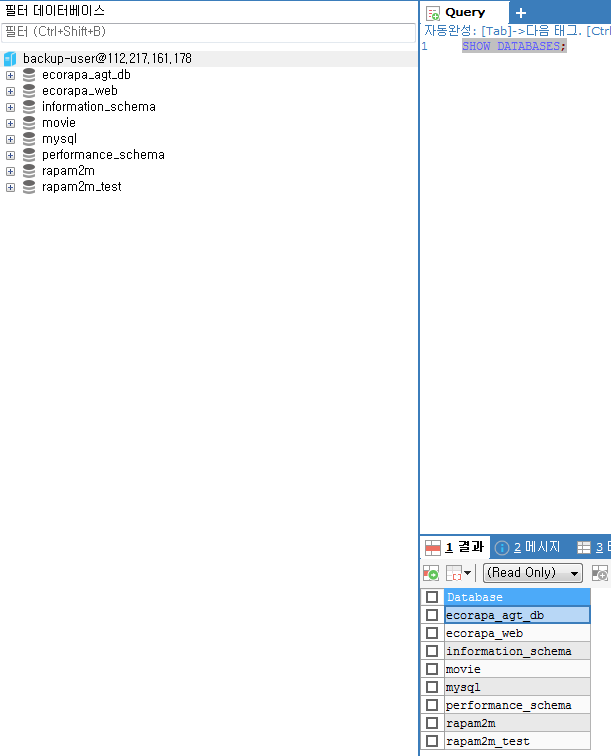 필터 데이터베이스
필터 (Ctrl+Shift+B)
backup-user@112,217,161,178
ecorapa_agt_db
ecorapa_web
information_schema
movie
mysql
performance_schema
rapam2m
rapam2m_test
Query
자동완성: [Tab]->다음 태그. [Ctrl
1 SHOW DATABASES;
1 결과 2 메시지 3
(Read Only)
Database
ecorapa_agt_db
ecorapa_web
information_schema
movie
mysql
performance_schema
rapam2m
rapam2m_test